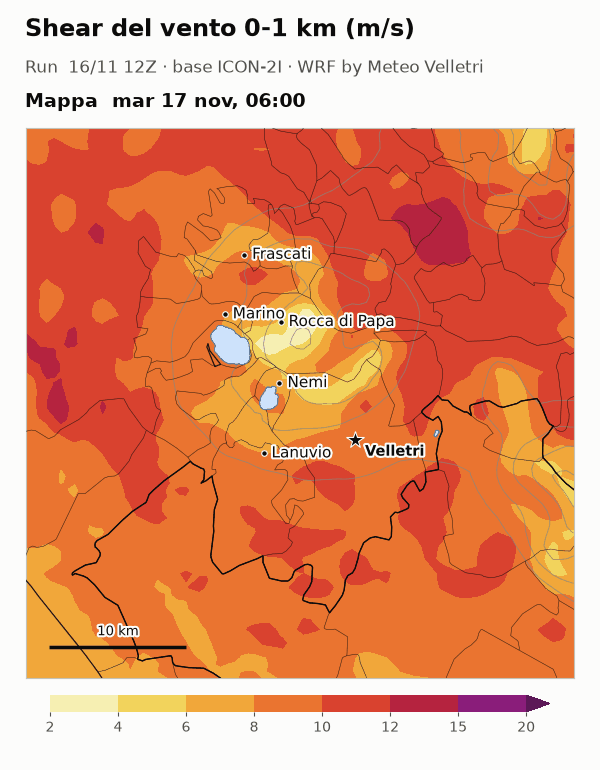 Shear del vento 0-1 km (m/s)
Run 16/11 12Z · base ICON-2I · WRF by Meteo Velletri
Mappa mar 17 nov, 06:00
Frascati
Marino
Rocca di Papa
Nemi
Velletri
Lanuvio
10 km
2 4 6 8 10 12 15 20